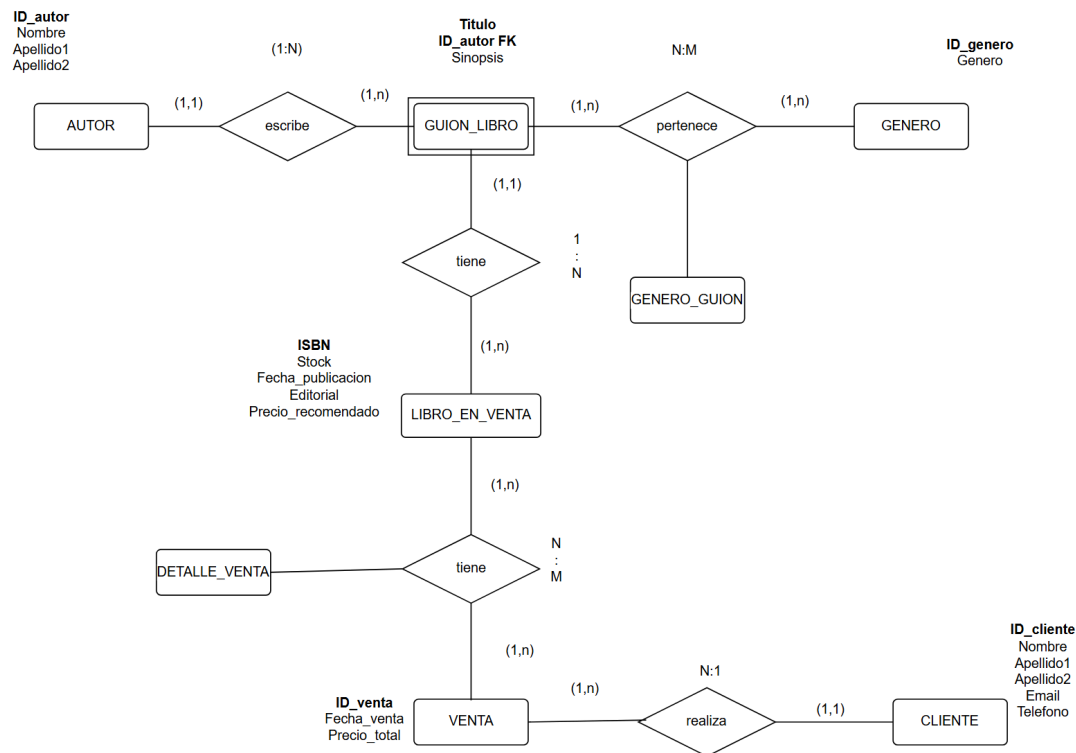 ID_autor
Nombre
Apellido1
Apellido2
(1:N)
Titulo
ID_autor FK
Sinopsis
N:M
ID_genero
Genero
(1,1)
(1,n)
(1,n)
(1,n)
AUTOR
escribe
GUION_LIBRO
pertenece
GENERO
(1,1)
tiene
1
:
N
GENERO_GUION
ISBN
Stock
Fecha_publicacion
Editorial
Precio_recomendado
(1,n)
LIBRO_EN_VENTA
(1,n)
DETALLE_VENTA
tiene
N
:
M
(1,n)
ID_cliente
Nombre
Apellido1
Apellido2
Email
Telefono
ID_venta
Fecha_venta
Precio_total
VENTA
(1,n)
N:1
realiza
(1,1)
CLIENTE